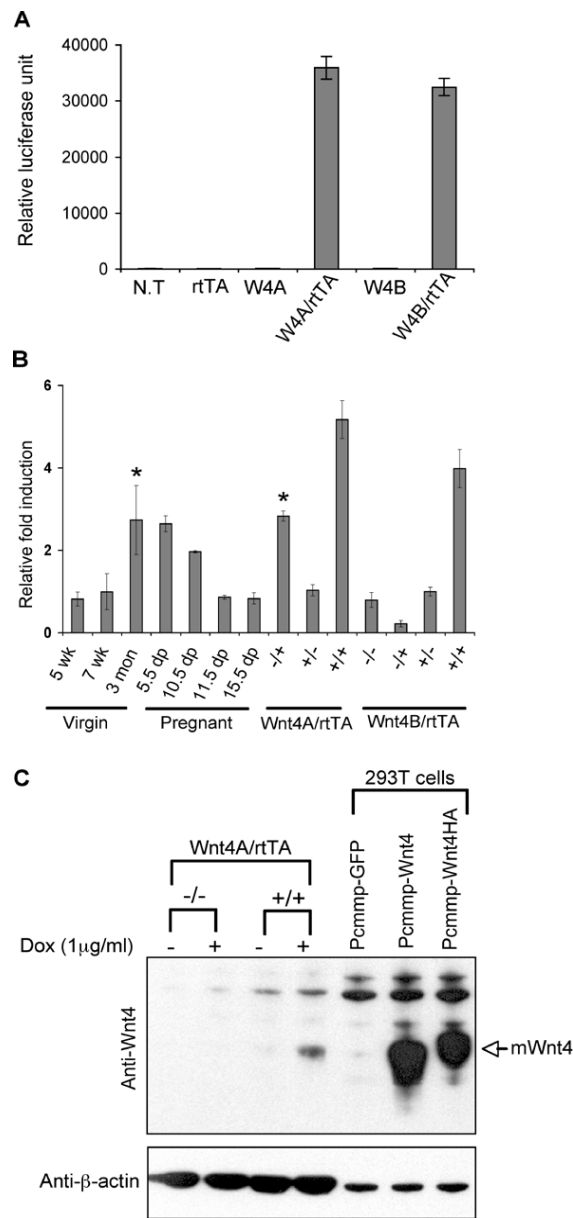 A
Relative luciferase unit
40000
30000
20000
10000
0
N.T
rtTA
W4A
W4A/rtTA
W4B
W4B/rtTA
B
Relative fold induction
6
4
2
0
*
*
5 wk
7 wk
3 mon
5.5 dp
10.5 dp
11.5 dp
15.5 dp
-/+
+/-
+/+
-/-
-/+
+/-
+/+
Virgin
Pregnant
Wnt4A/rtTA
Wnt4B/rtTA
C
293T cells
Wnt4A/rtTA
Pcmmp-GFP
Pcmmp-Wnt4
Pcmmp-Wnt4HA
-/-
+/+
Dox (1μg/ml)
-
+
-
+
Anti-Wnt4
mWnt4
Anti-β-actin